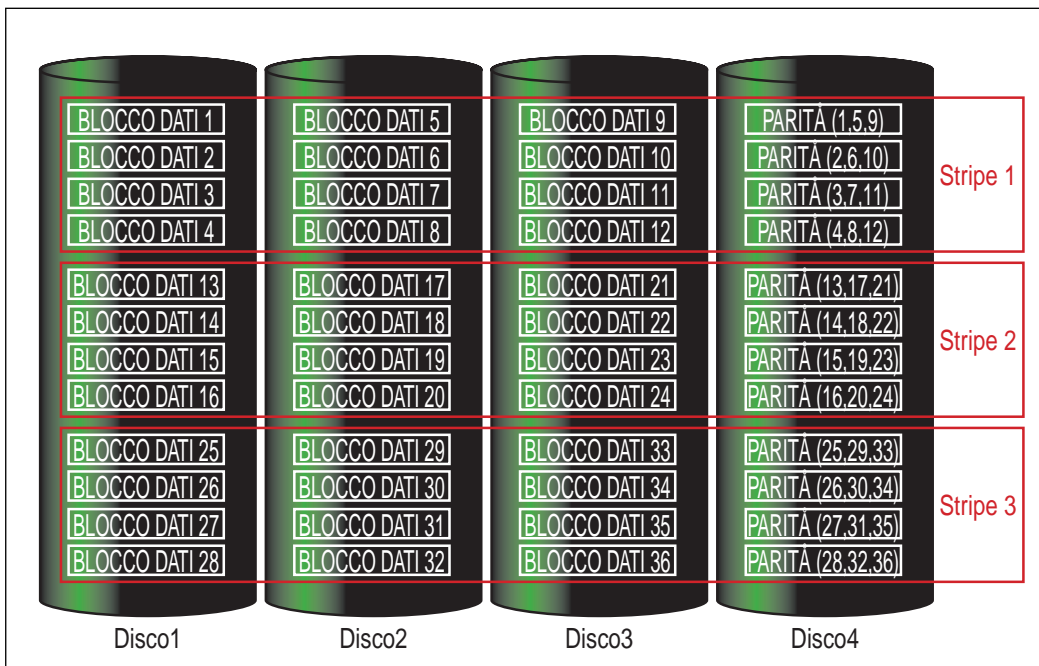 BLOCCO DATI 1 BLOCCO DATI 5 BLOCCO DATI 9 PARITÀ (1,5,9)
BLOCCO DATI 2 BLOCCO DATI 6 BLOCCO DATI 10 PARITÀ (2,6,10)
BLOCCO DATI 3 BLOCCO DATI 7 BLOCCO DATI 11 PARITÀ (3,7,11)
BLOCCO DATI 4 BLOCCO DATI 8 BLOCCO DATI 12 PARITÀ (4,8,12)
Stripe 1
BLOCCO DATI 13 BLOCCO DATI 17 BLOCCO DATI 21 PARITÀ (13,17,21)
BLOCCO DATI 14 BLOCCO DATI 18 BLOCCO DATI 22 PARITÀ (14,18,22)
BLOCCO DATI 15 BLOCCO DATI 19 BLOCCO DATI 23 PARITÀ (15,19,23)
BLOCCO DATI 16 BLOCCO DATI 20 BLOCCO DATI 24 PARITÀ (16,20,24)
Stripe 2
BLOCCO DATI 25 BLOCCO DATI 29 BLOCCO DATI 33 PARITÀ (25,29,33)
BLOCCO DATI 26 BLOCCO DATI 30 BLOCCO DATI 34 PARITÀ (26,30,34)
BLOCCO DATI 27 BLOCCO DATI 31 BLOCCO DATI 35 PARITÀ (27,31,35)
BLOCCO DATI 28 BLOCCO DATI 32 BLOCCO DATI 36 PARITÀ (28,32,36)
Stripe 3
Disco1 Disco2 Disco3 Disco4